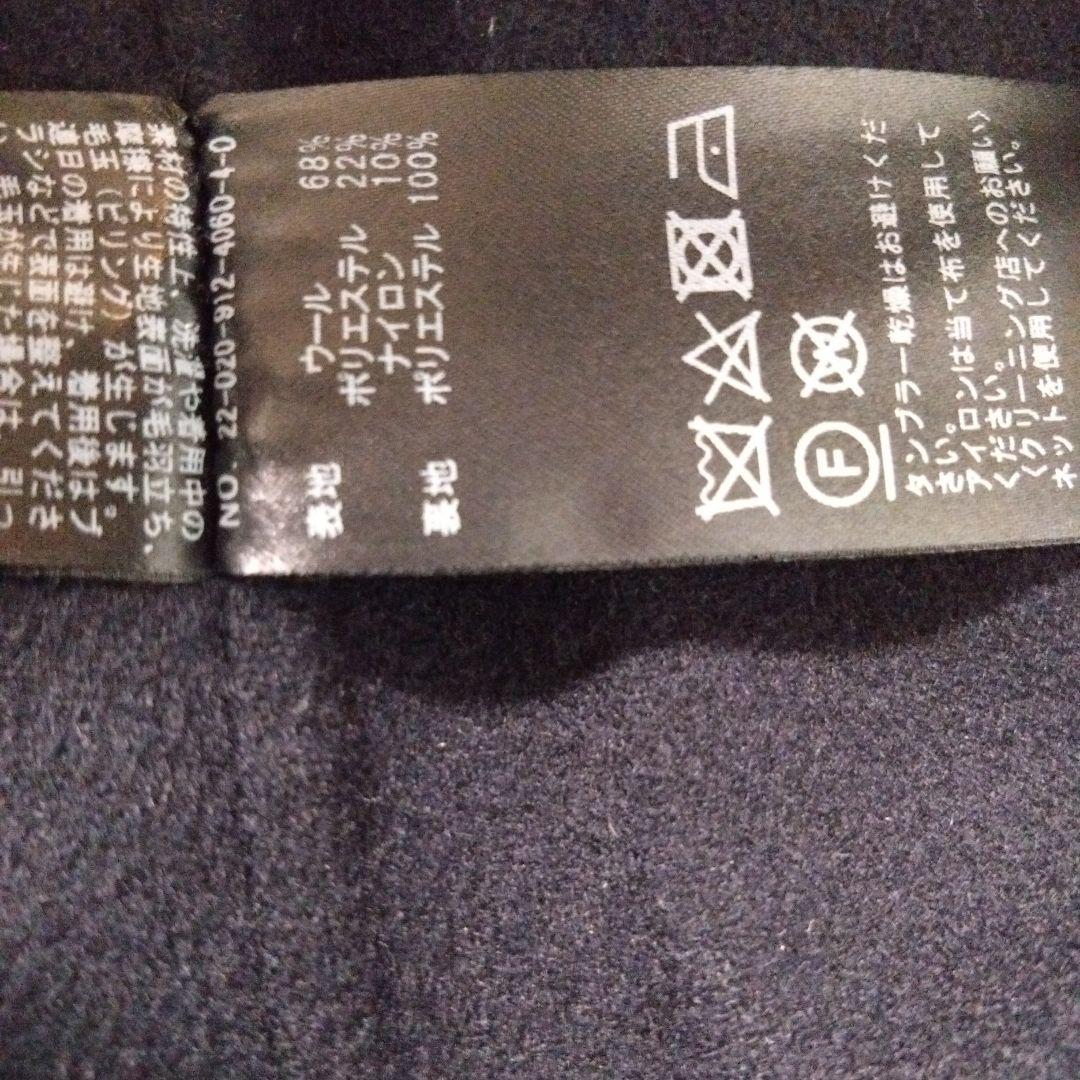 素材の特性上、洗濯や着用中の
摩擦により生地表面が毛羽立ち、
毛玉（ピリング）が生じます。
連日の着用は避け、着用後はブ
ラシなどで表面を整えてくださ
NO. 22-020-912-4060-4-0
表地 ウール 68%
ポリエステル 22%
ナイロン 10%
裏地 ポリエステル 100%
F
タンブラー乾燥はお避けくだ
さい。
アイロンは当て布を使用して
ください。
クリーニング店へのお願い〉
ネットを使用してください。